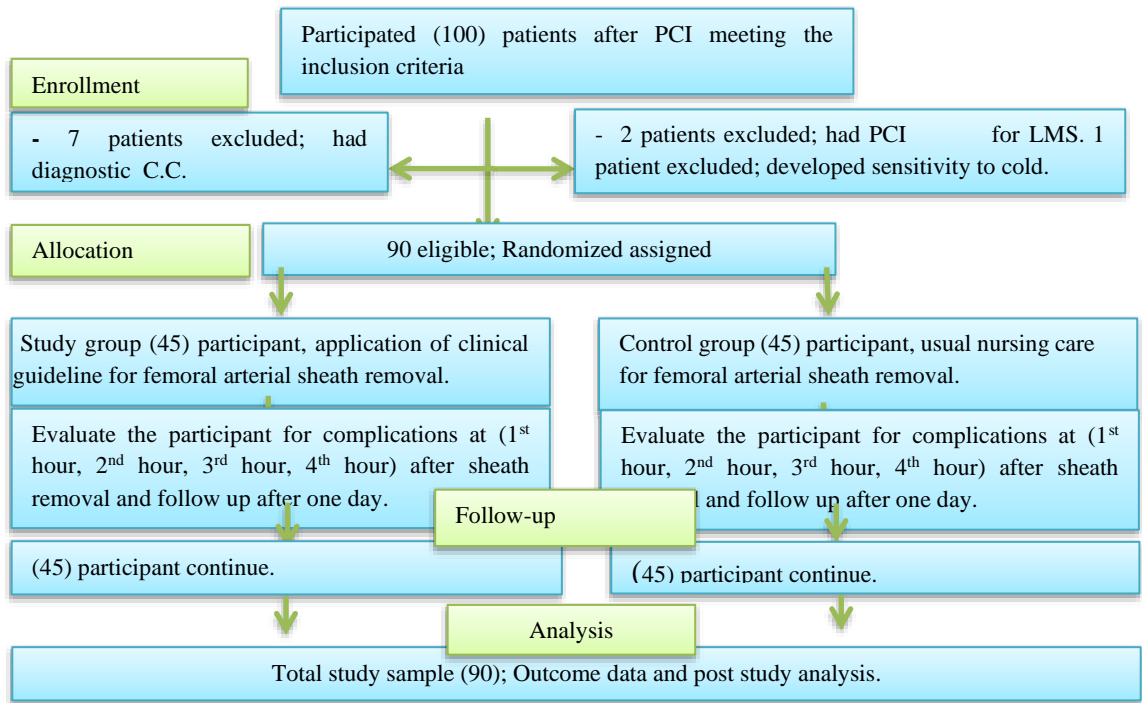 Participated (100) patients after PCI meeting the
inclusion criteria
Enrollment
- 7 patients excluded; had
diagnostic C.C.
- 2 patients excluded; had PCI for LMS. 1
patient excluded; developed sensitivity to cold.
Allocation
90 eligible; Randomized assigned
Study group (45) participant, application of clinical
guideline for femoral arterial sheath removal.
Control group (45) participant, usual nursing care
for femoral arterial sheath removal.
Evaluate the participant for complications at (1st
hour, 2nd hour, 3rd hour, 4th hour) after sheath
removal and follow up after one day.
Evaluate the participant for complications at (1st
hour, 2nd hour, 3rd hour, 4th hour) after sheath
and follow up after one day.
Follow-up
(45) participant continue.
(45) participant continue.
Analysis
Total study sample (90); Outcome data and post study analysis.